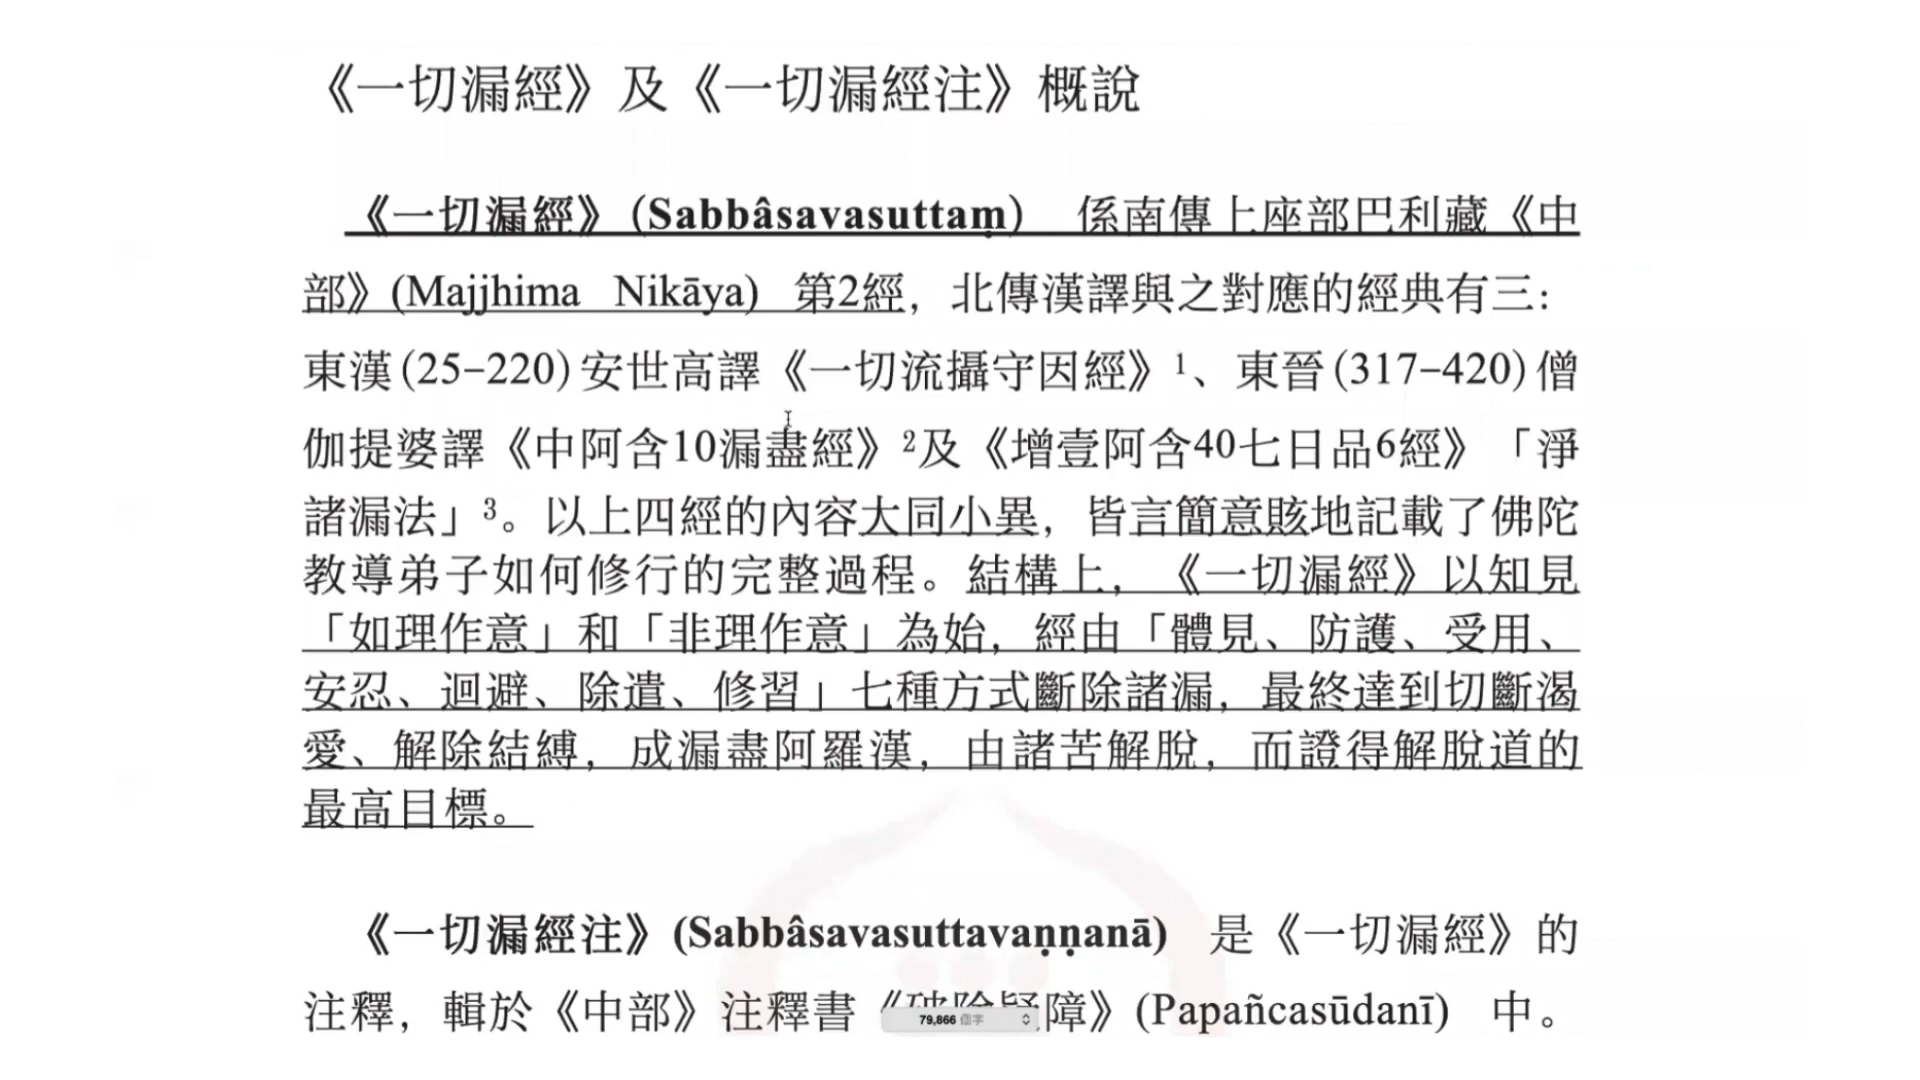 《一切漏經》及《一切漏經注》概說
《一切漏經》(Sabbâsavasuttaṃ) 係南傳上座部巴利藏《中
部》(Majjhima Nikāya) 第2經，北傳漢譯與之對應的經典有三：
東漢(25–220)安世高譯《一切流攝守因經》1、東晉(317–420)僧
伽提婆譯《中阿含10漏盡經》2及《增壹阿含40七日品6經》「淨
諸漏法」3。以上四經的內容大同小異，皆言簡意賅地記載了佛陀
教導弟子如何修行的完整過程。結構上，《一切漏經》以知見
「如理作意」和「非理作意」為始，經由「體見、防護、受用、
安忍、迴避、除遣、修習」七種方式斷除諸漏，最終達到切斷渴
愛、解除結縛，成漏盡阿羅漢，由諸苦解脫，而證得解脫道的
最高目標。
《一切漏經注》(Sabbâsavasuttavaṇṇanā) 是《一切漏經》的
注釋，輯於《中部》注釋書《障》(Papañcasūdanī) 中。
79,866 個字